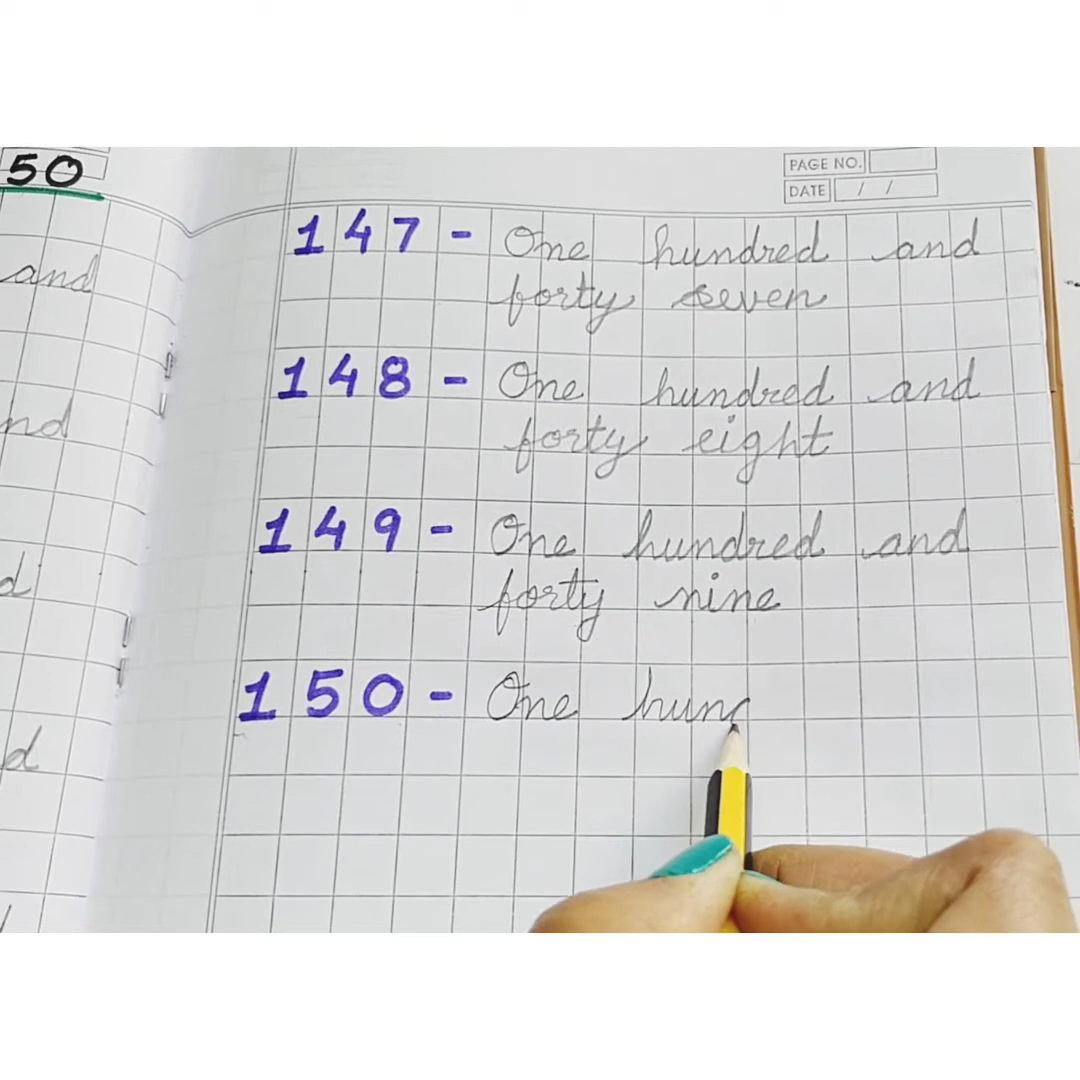 50
and
nd
d
d
PAGE NO.
DATE / /
147 - One hundred and
forty seven
148 - One hundred and
forty eight
149 - One hundred and
forty nine
150 - One hund